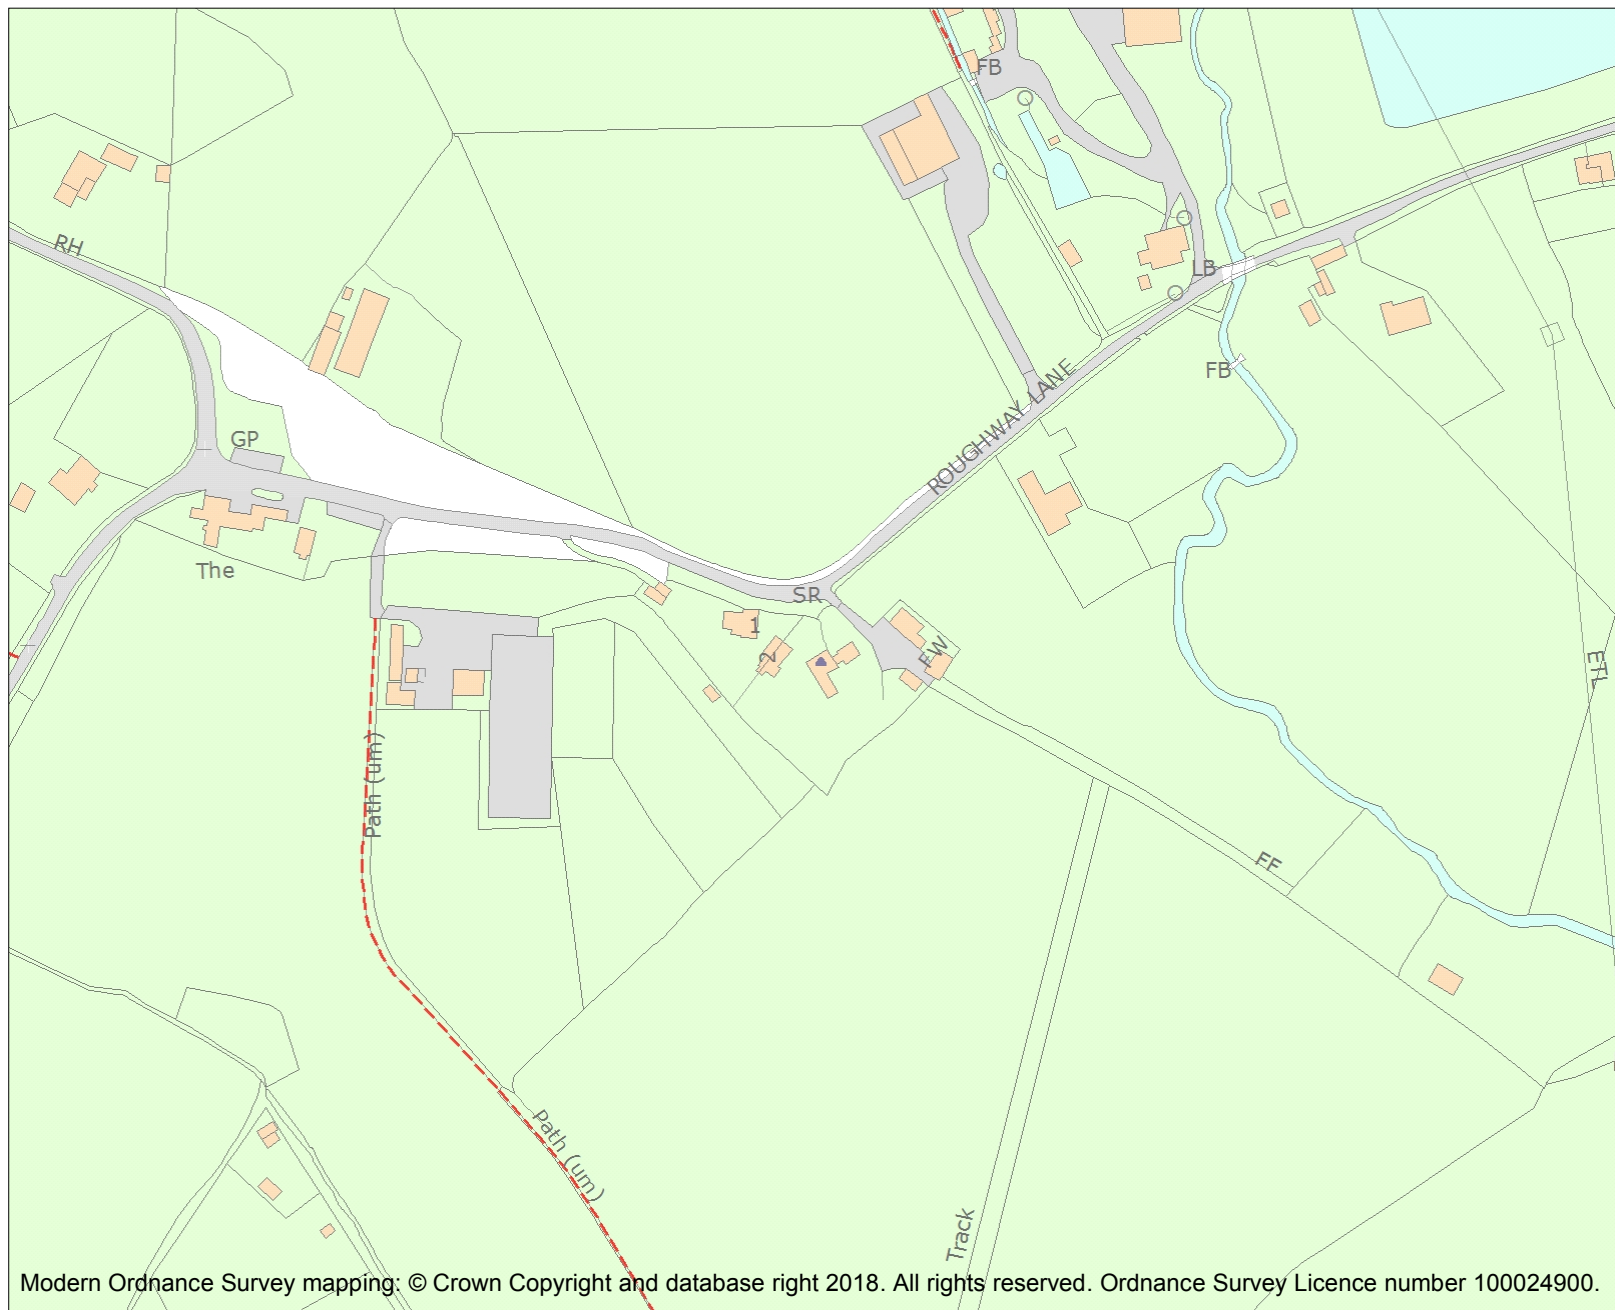 FB
RH
LB
FB
ROUGHWAY LANE
GP
The
SR
1
2
FW
ETL
Path (um)
FF
Path (um)
Track
Modern Ordnance Survey mapping: © Crown Copyright and database right 2018. All rights reserved. Ordnance Survey Licence number 100024900.